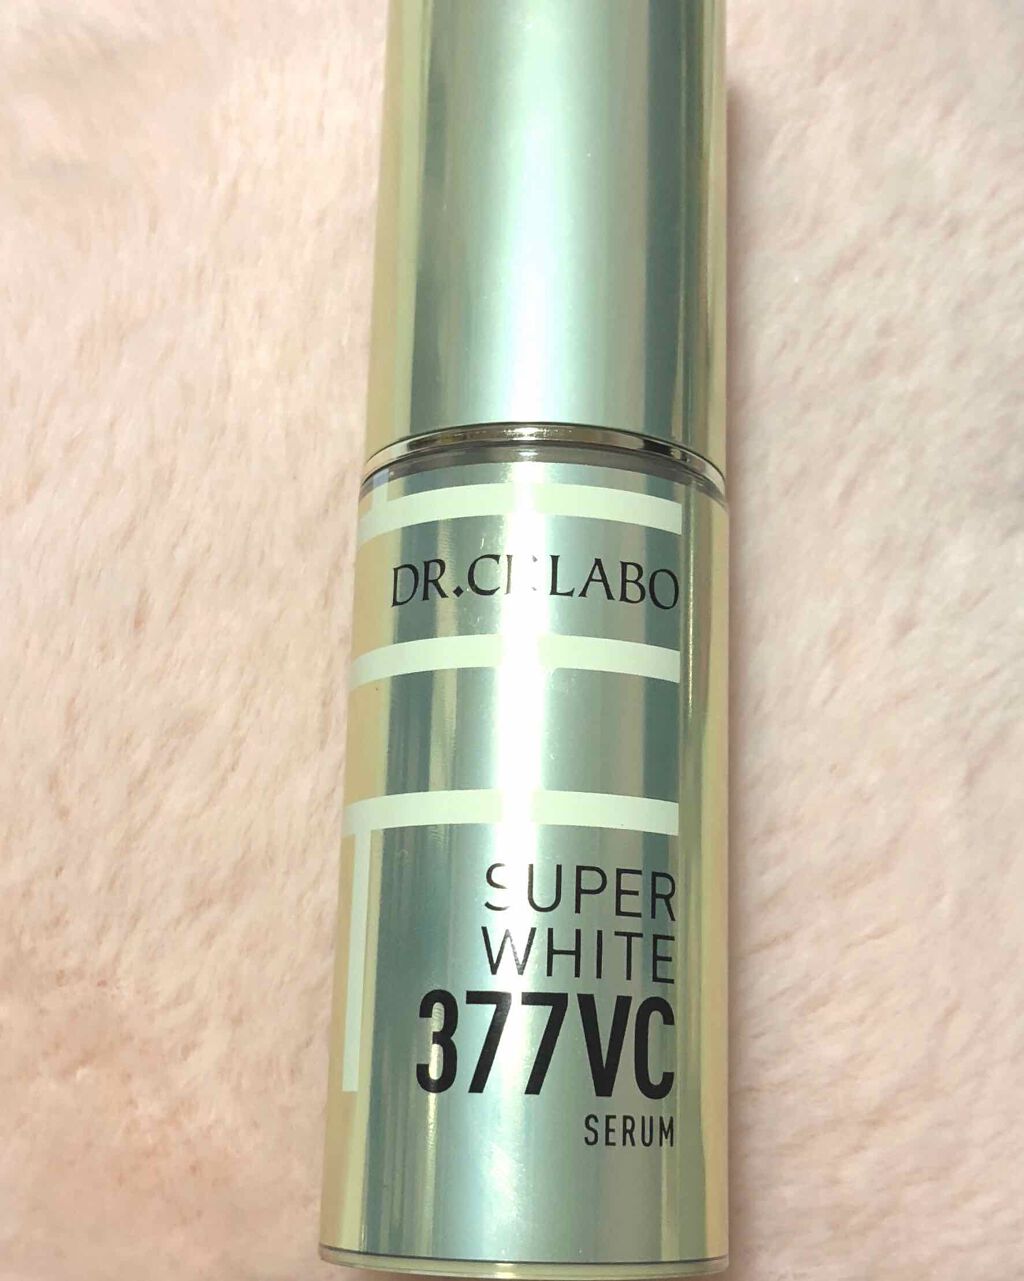 DR.CI:LABO
SUPER
WHITE
377VC
SERUM